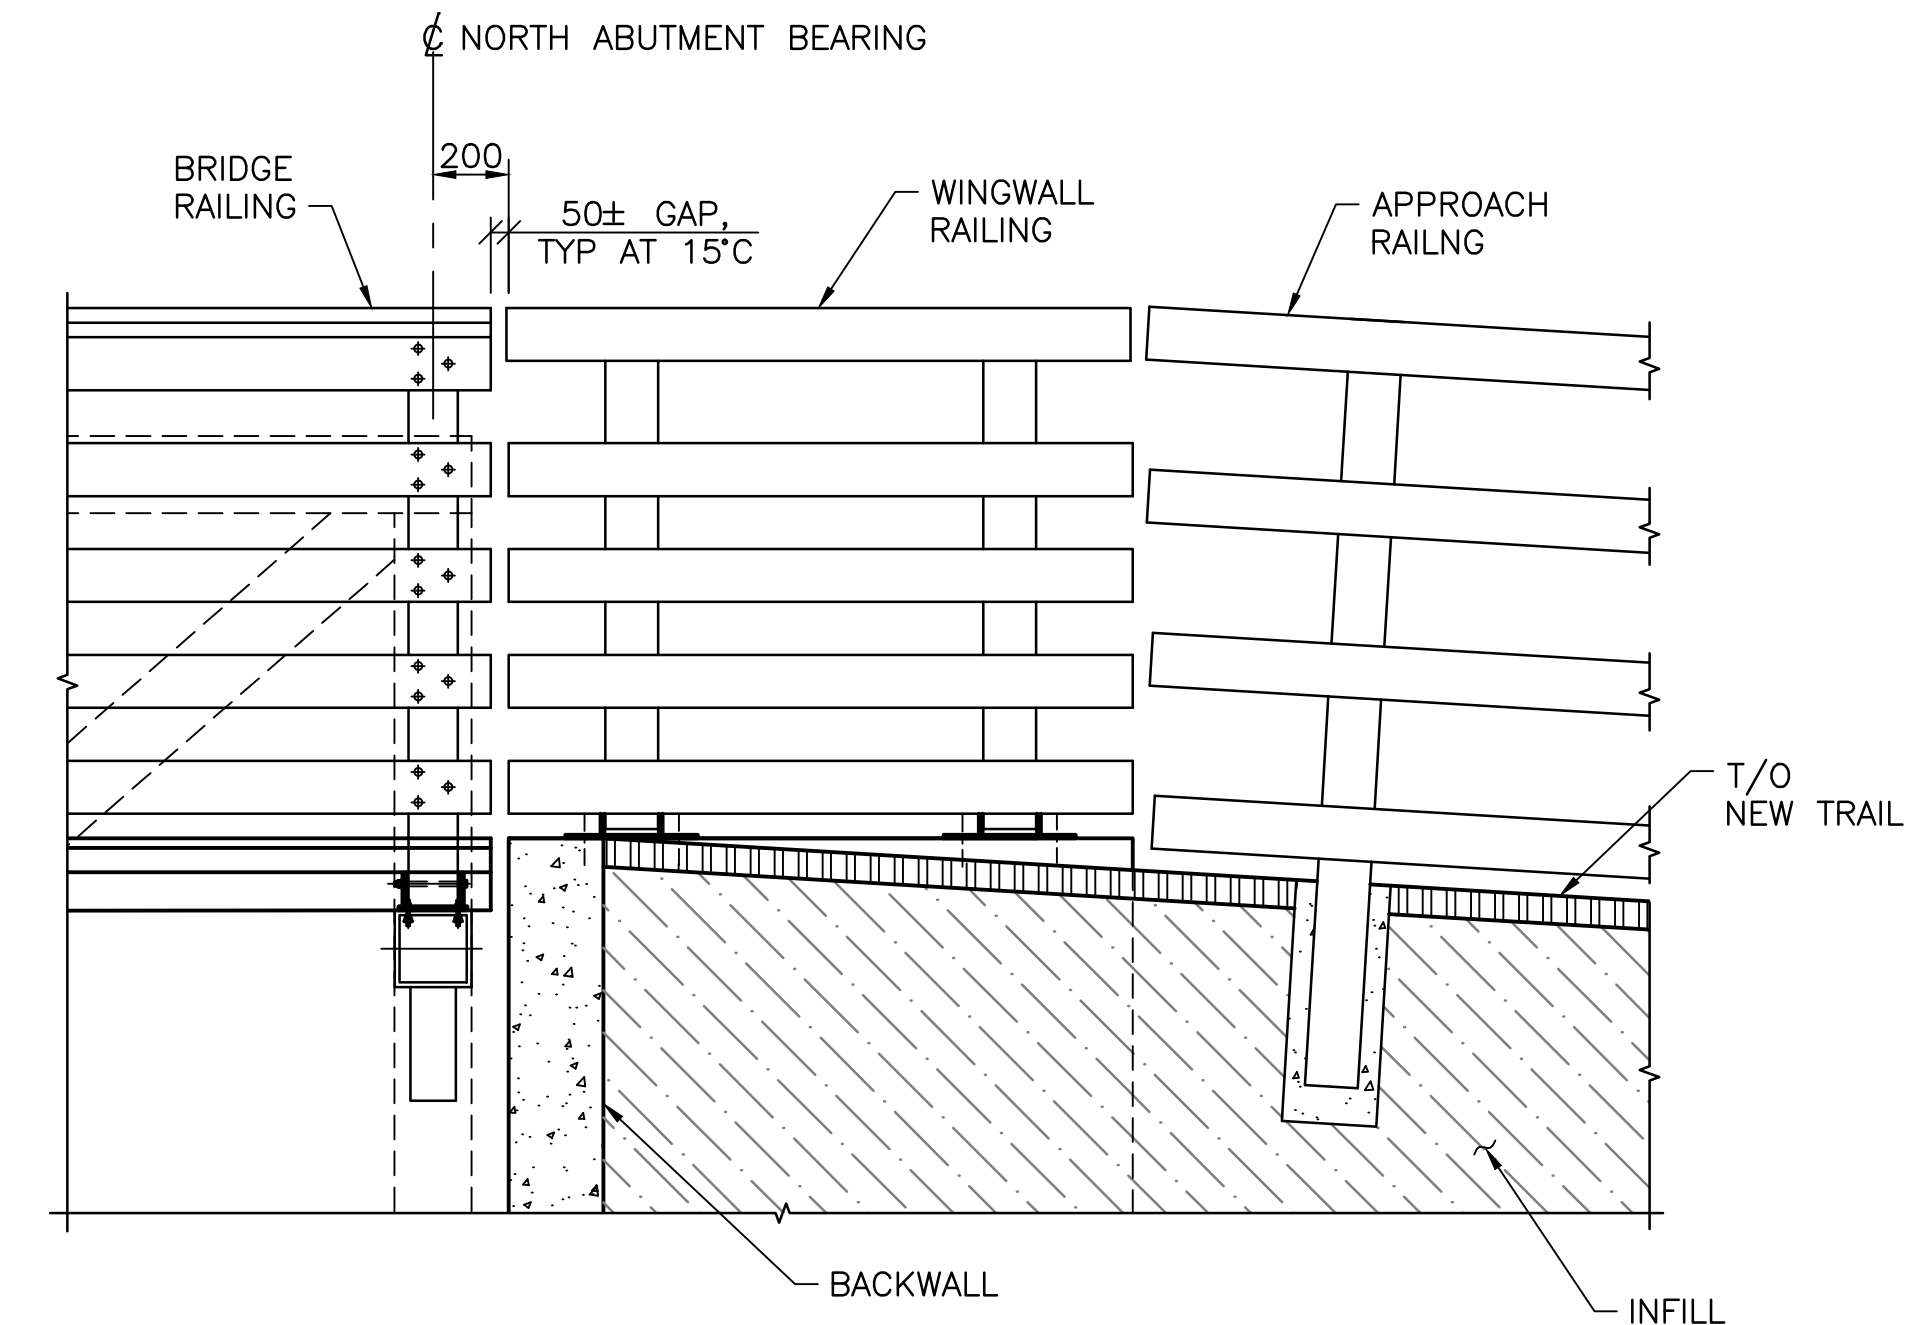 ℄ NORTH ABUTMENT BEARING
200
BRIDGE
RAILING
50± GAP,
TYP AT 15°C
WINGWALL
RAILING
APPROACH
RAILNG
T/O
NEW TRAIL
BACKWALL
INFILL